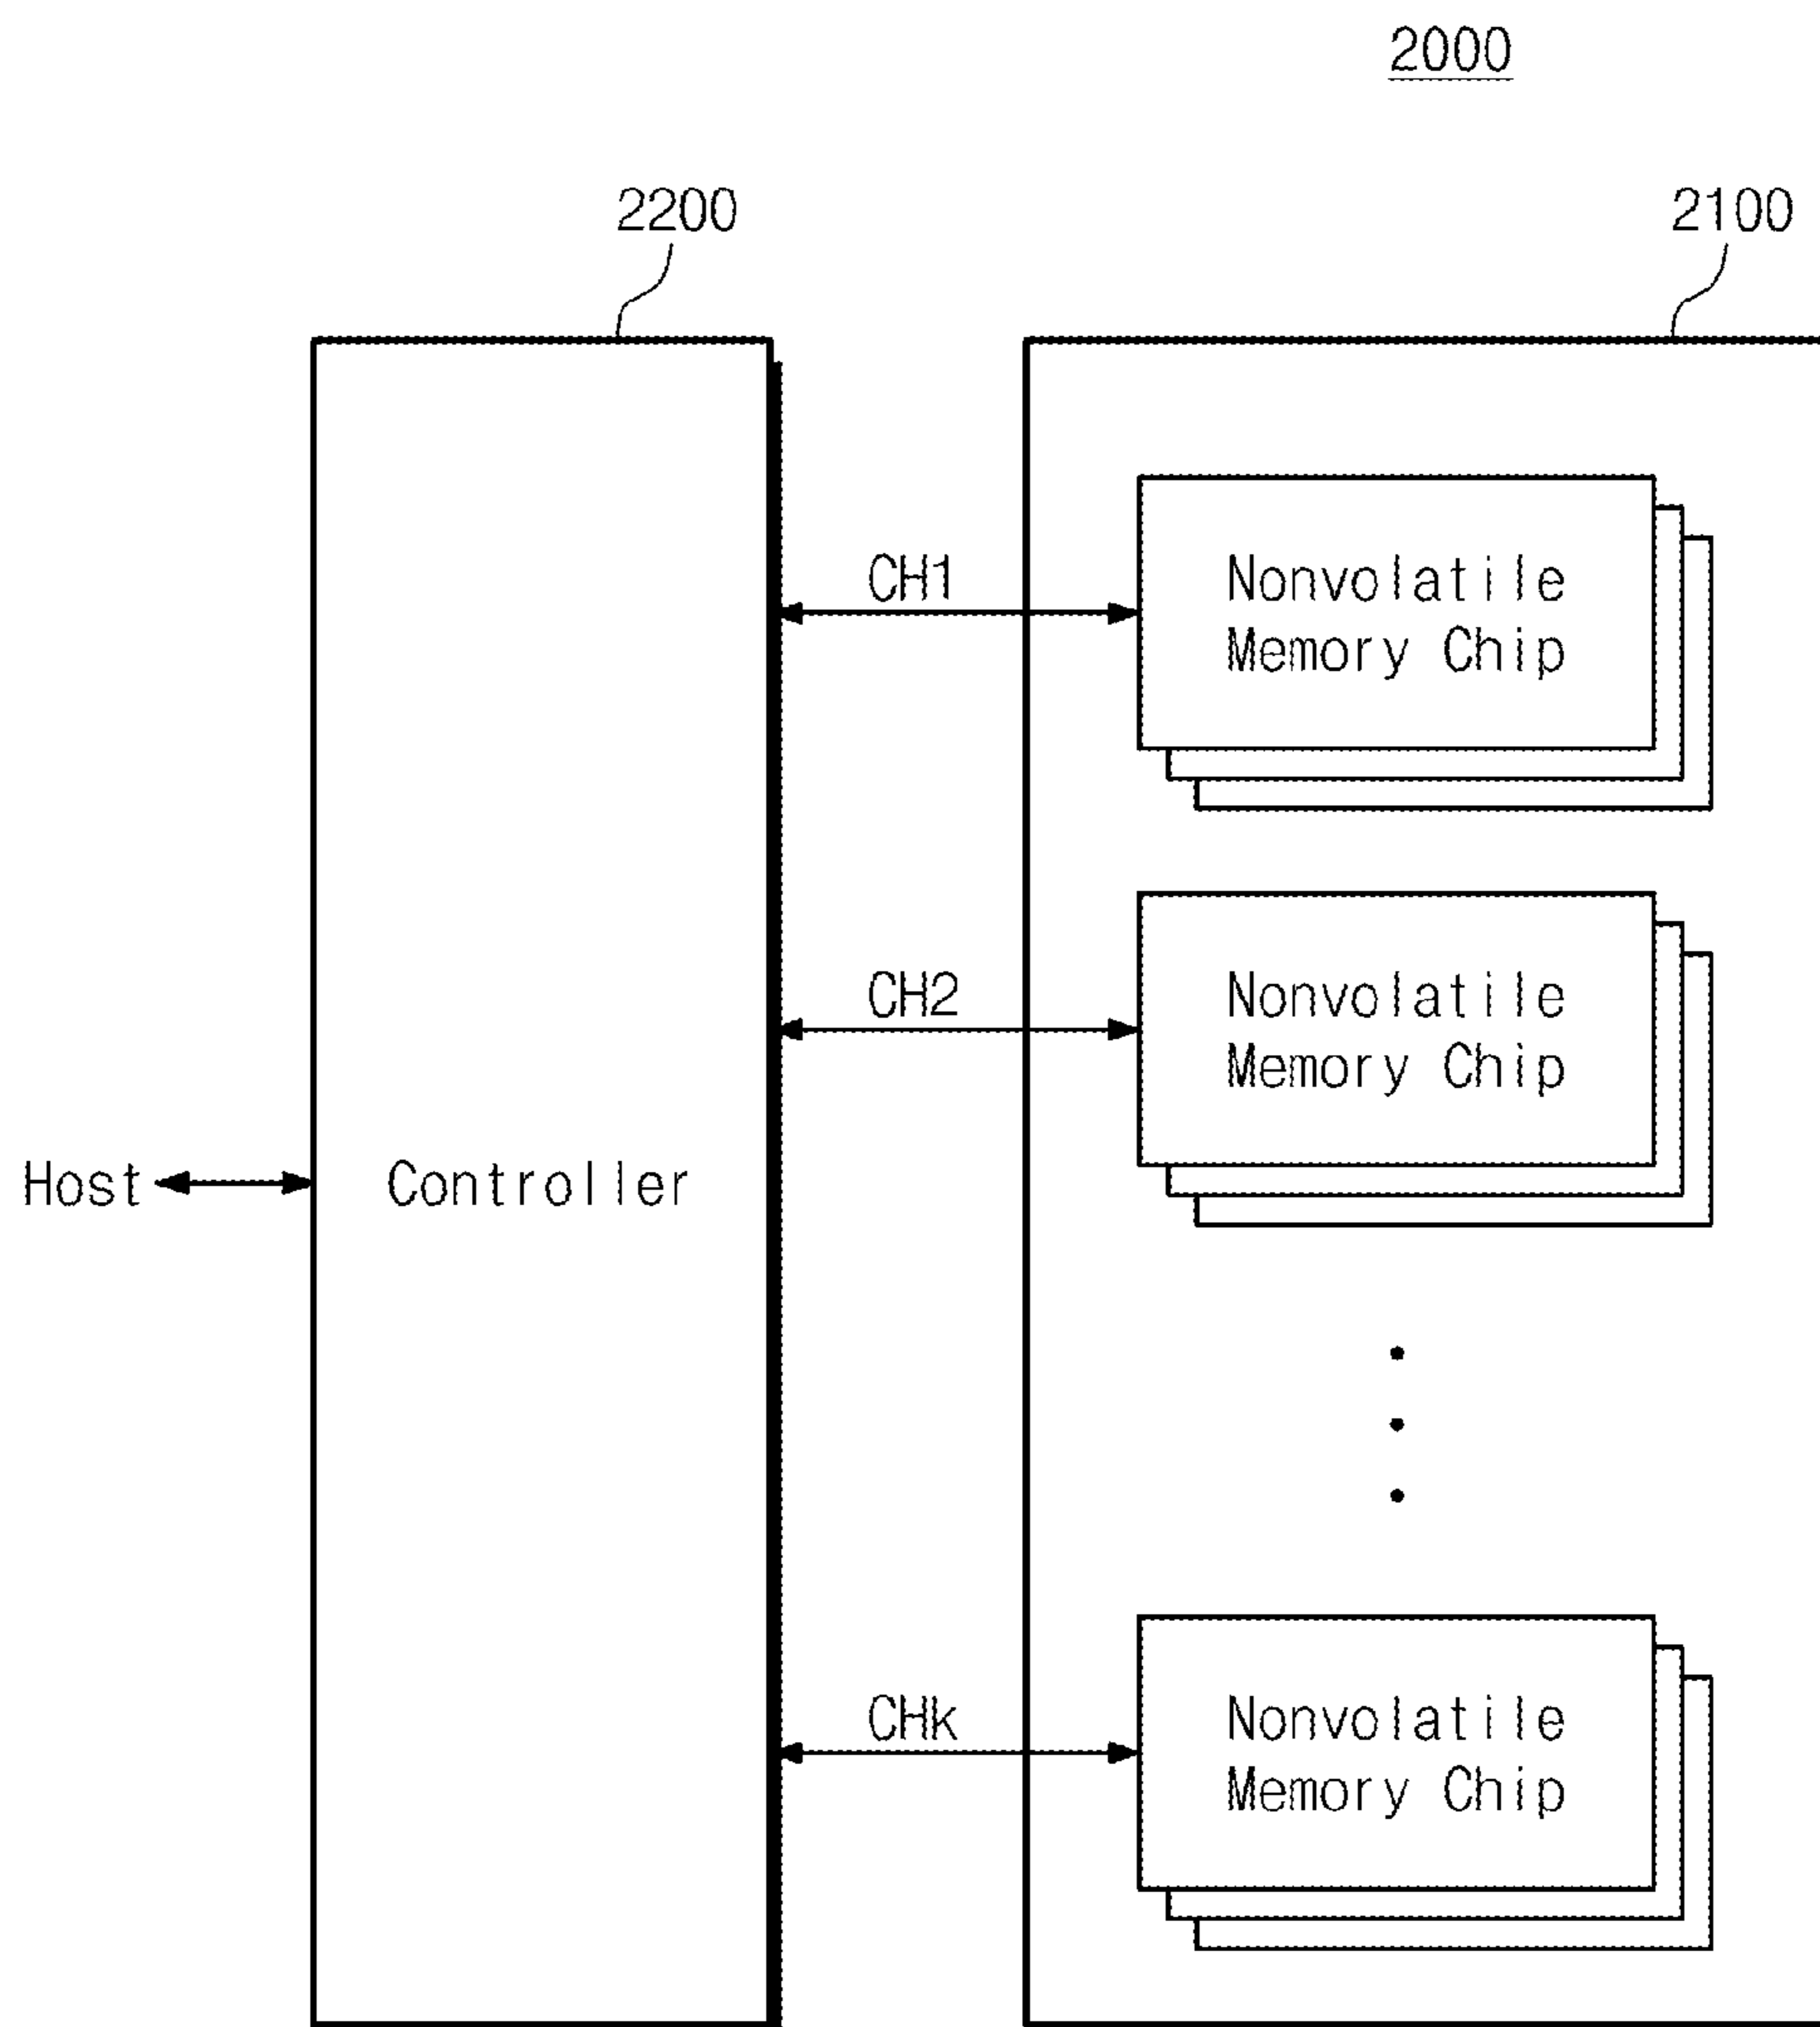 2000
2200
2100
CH1
Nonvolatile
Memory Chip
CH2
Nonvolatile
Memory Chip
Host
Controller
CHk
Nonvolatile
Memory Chip